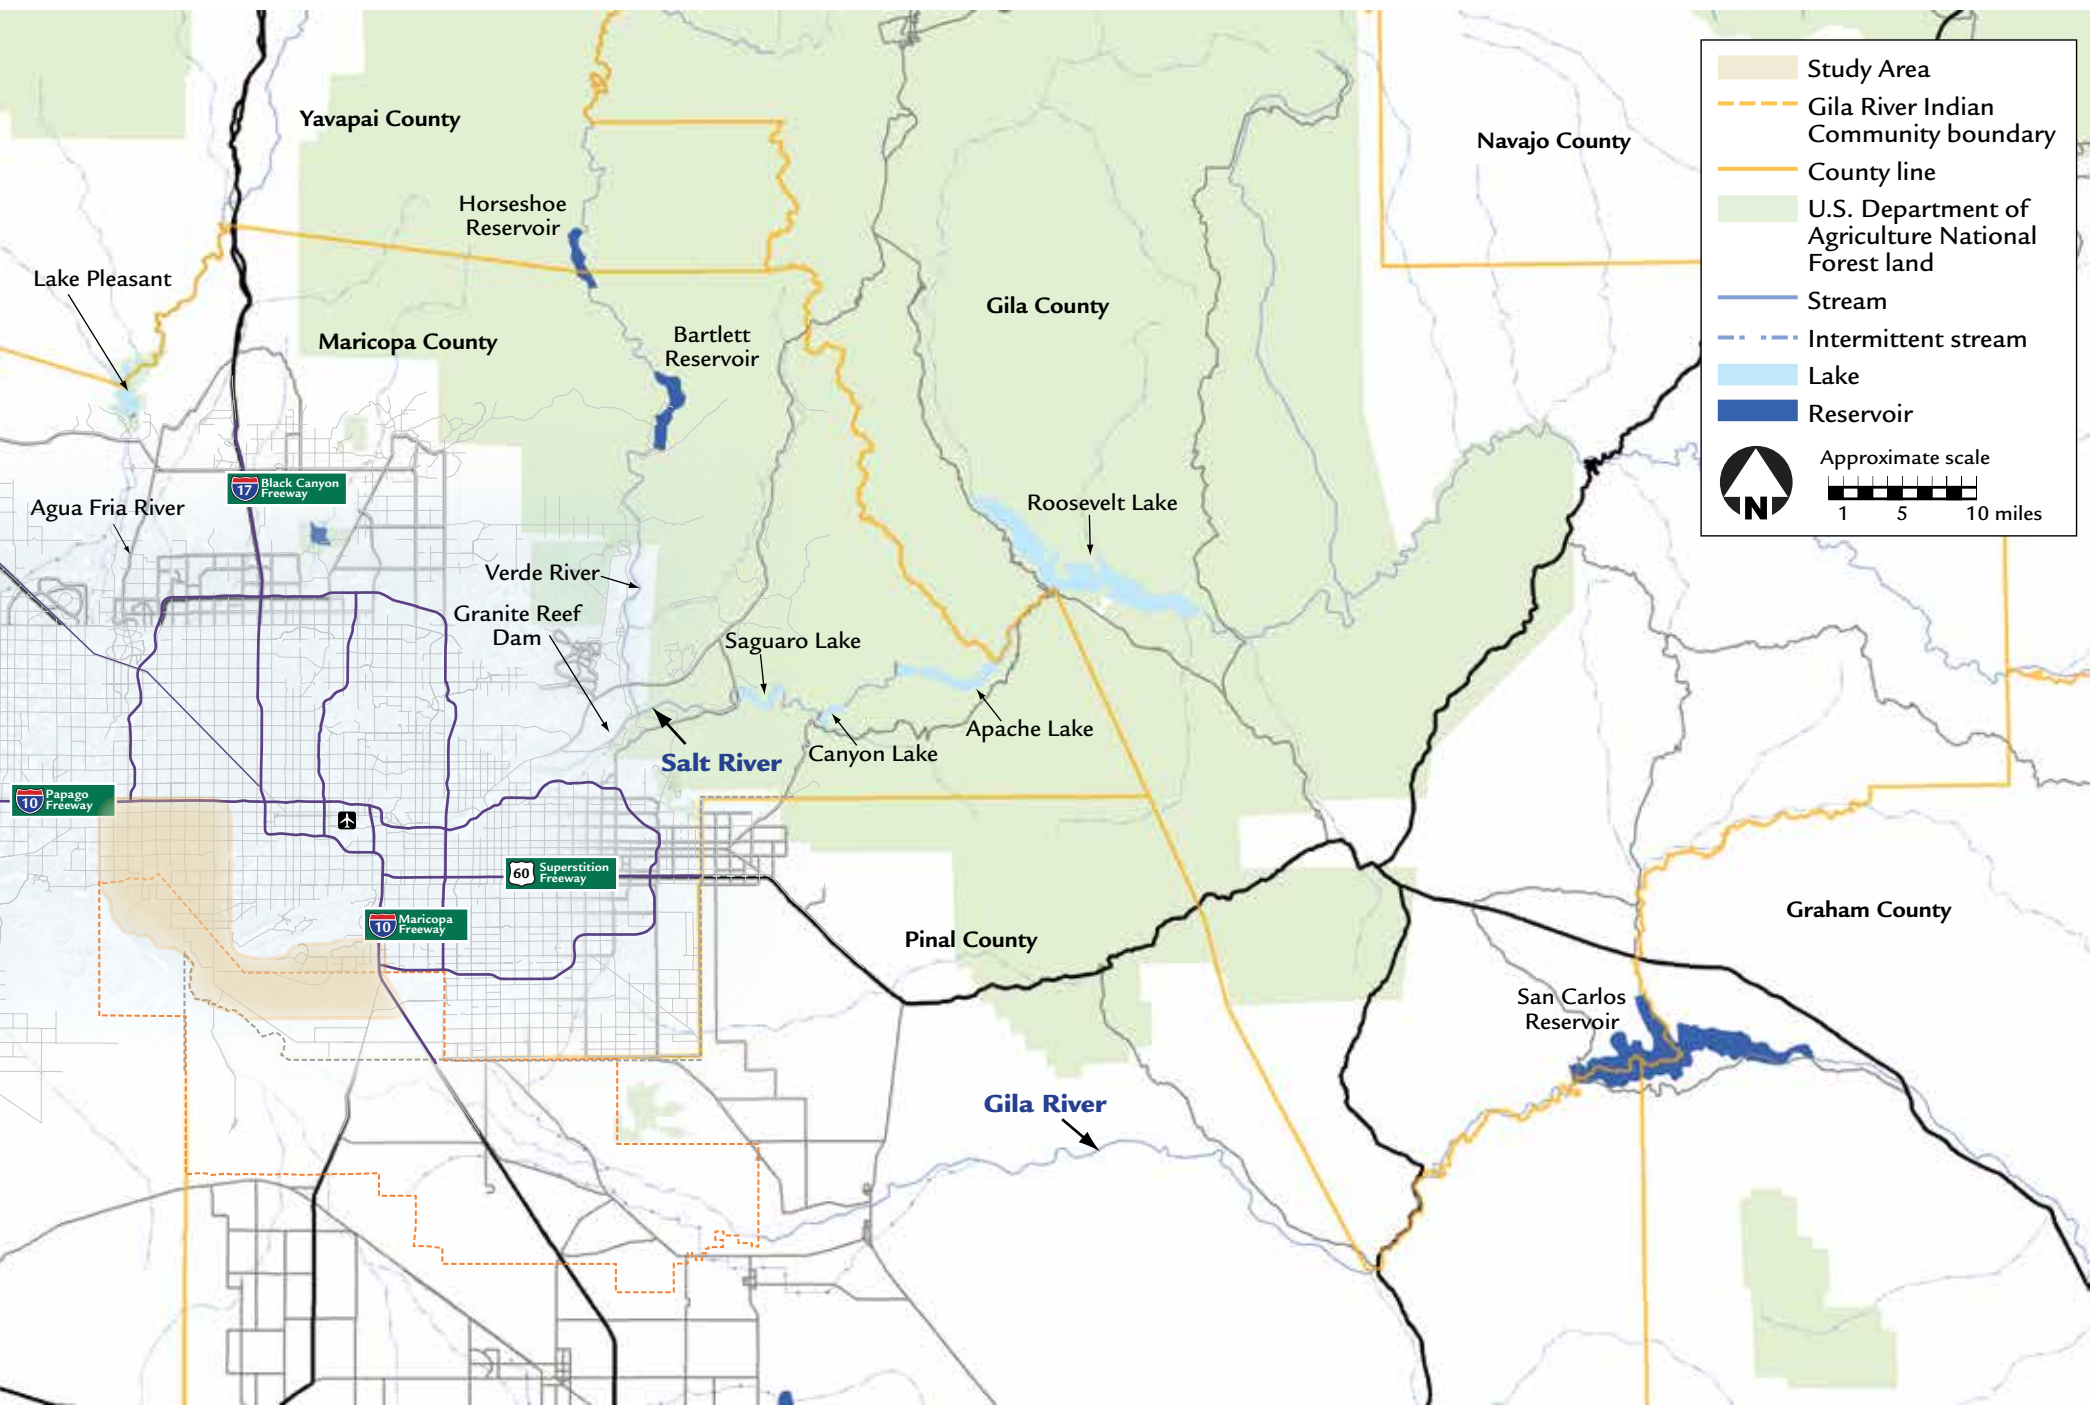 Yavapai County
Navajo County
Horseshoe
Reservoir
Lake Pleasant
Gila County
Maricopa County
Bartlett
Reservoir
17
Black Canyon
Freeway
Agua Fria River
Roosevelt Lake
Verde River
Granite Reef
Dam
Saguaro Lake
Apache Lake
Salt River
Canyon Lake
10
Papago
Freeway
60
Superstition
Freeway
10
Maricopa
Freeway
Pinal County
Graham County
San Carlos
Reservoir
Gila River
Study Area
Gila River Indian
Community boundary
County line
U.S. Department of
Agriculture National
Forest land
Stream
Intermittent stream
Lake
Reservoir
N
Approximate scale
1 5 10 miles